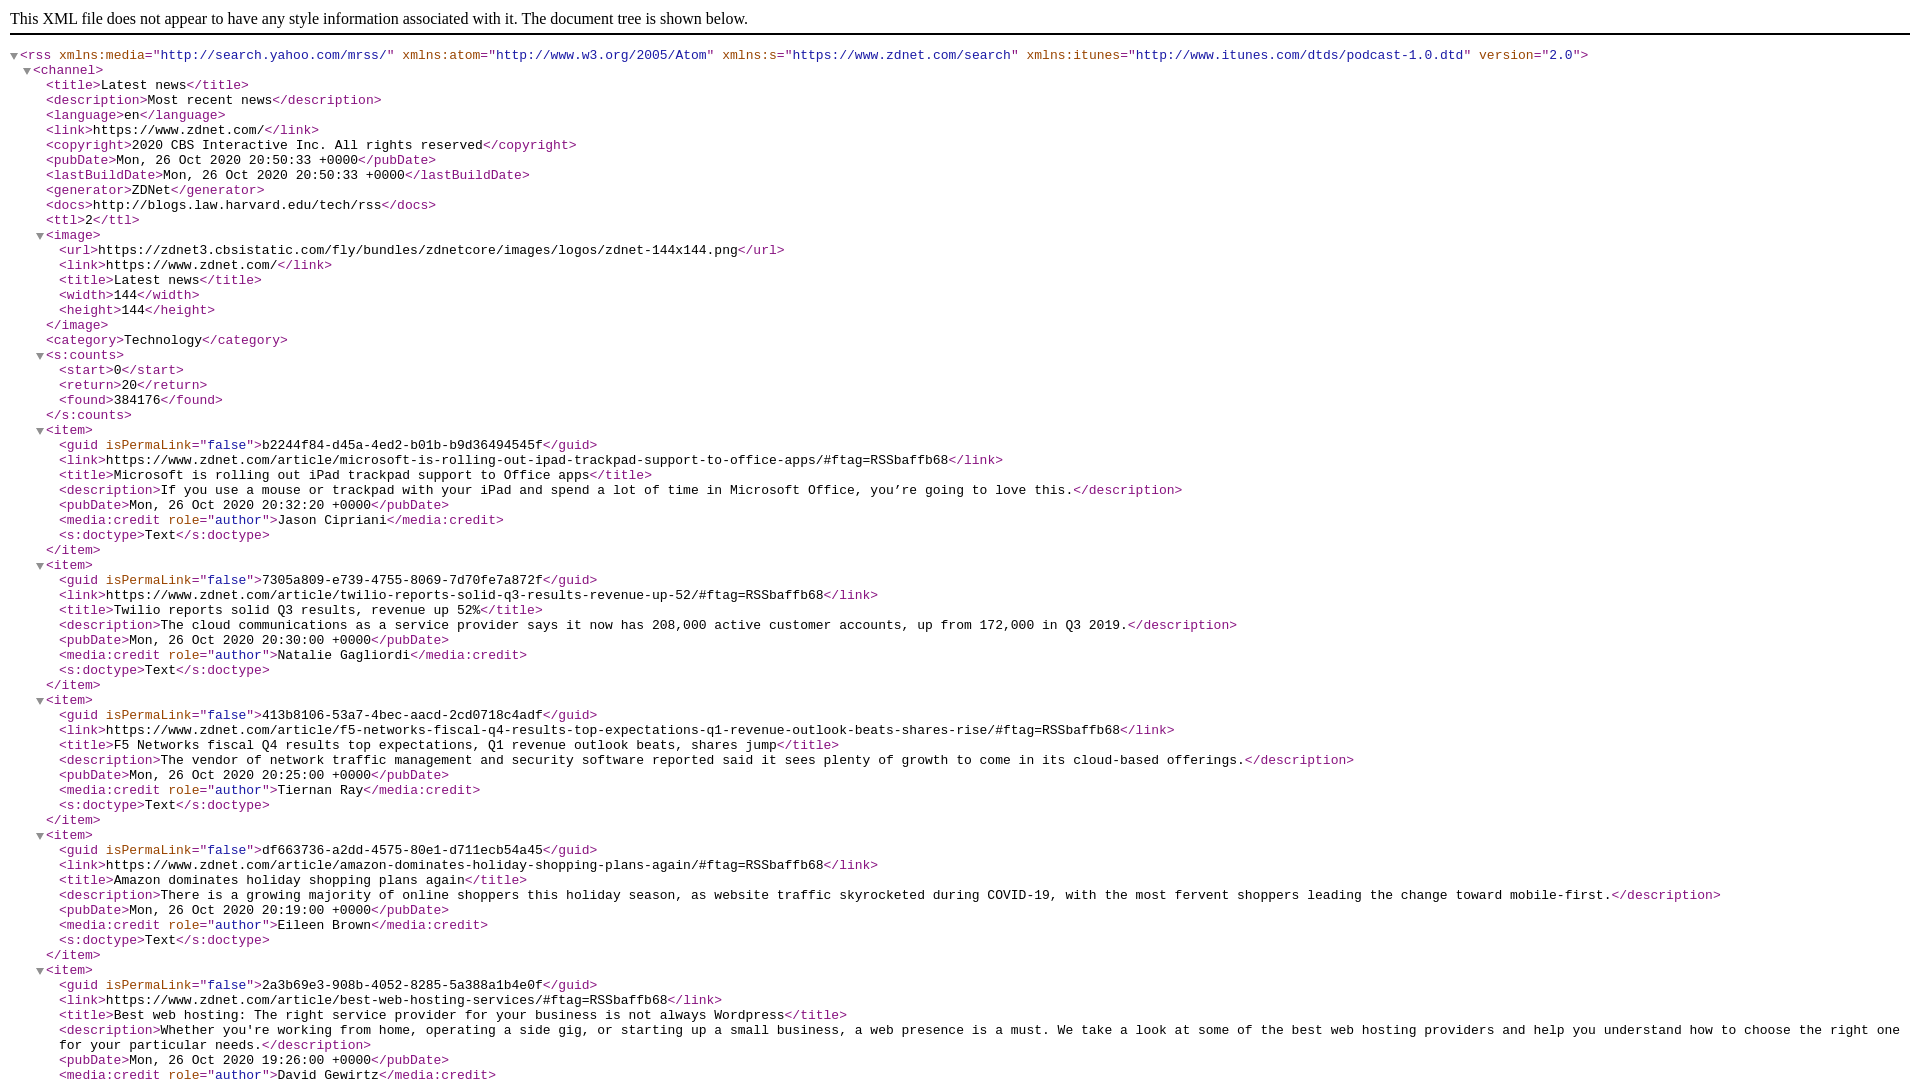 This XML file does not appear to have any style information associated with it. The document tree is shown below.
<rss xmlns:media="http://search.yahoo.com/mrss/" xmlns:atom="http://www.w3.org/2005/Atom" xmlns:s="https://www.zdnet.com/search" xmlns:itunes="http://www.itunes.com/dtds/podcast-1.0.dtd" version="2.0">
<channel>
<title>Latest news</title>
<description>Most recent news</description>
<language>en</language>
<link>https://www.zdnet.com/</link>
<copyright>2020 CBS Interactive Inc. All rights reserved</copyright>
<pubDate>Mon, 26 Oct 2020 20:50:33 +0000</pubDate>
<lastBuildDate>Mon, 26 Oct 2020 20:50:33 +0000</lastBuildDate>
<generator>ZDNet</generator>
<docs>http://blogs.law.harvard.edu/tech/rss</docs>
<ttl>2</ttl>
<image>
<url>https://zdnet3.cbsistatic.com/fly/bundles/zdnetcore/images/logos/zdnet-144x144.png</url>
<link>https://www.zdnet.com/</link>
<title>Latest news</title>
<width>144</width>
<height>144</height>
</image>
<category>Technology</category>
<s:counts>
<start>0</start>
<return>20</return>
<found>384176</found>
</s:counts>
<item>
<guid isPermaLink="false">b2244f84-d45a-4ed2-b01b-b9d36494545f</guid>
<link>https://www.zdnet.com/article/microsoft-is-rolling-out-ipad-trackpad-support-to-office-apps/#ftag=RSSbaffb68</link>
<title>Microsoft is rolling out iPad trackpad support to Office apps</title>
<description>If you use a mouse or trackpad with your iPad and spend a lot of time in Microsoft Office, you’re going to love this.</description>
<pubDate>Mon, 26 Oct 2020 20:32:20 +0000</pubDate>
<media:credit role="author">Jason Cipriani</media:credit>
<s:doctype>Text</s:doctype>
</item>
<item>
<guid isPermaLink="false">7305a809-e739-4755-8069-7d70fe7a872f</guid>
<link>https://www.zdnet.com/article/twilio-reports-solid-q3-results-revenue-up-52/#ftag=RSSbaffb68</link>
<title>Twilio reports solid Q3 results, revenue up 52%</title>
<description>The cloud communications as a service provider says it now has 208,000 active customer accounts, up from 172,000 in Q3 2019.</description>
<pubDate>Mon, 26 Oct 2020 20:30:00 +0000</pubDate>
<media:credit role="author">Natalie Gagliordi</media:credit>
<s:doctype>Text</s:doctype>
</item>
<item>
<guid isPermaLink="false">413b8106-53a7-4bec-aacd-2cd0718c4adf</guid>
<link>https://www.zdnet.com/article/f5-networks-fiscal-q4-results-top-expectations-q1-revenue-outlook-beats-shares-rise/#ftag=RSSbaffb68</link>
<title>F5 Networks fiscal Q4 results top expectations, Q1 revenue outlook beats, shares jump</title>
<description>The vendor of network traffic management and security software reported said it sees plenty of growth to come in its cloud-based offerings.</description>
<pubDate>Mon, 26 Oct 2020 20:25:00 +0000</pubDate>
<media:credit role="author">Tiernan Ray</media:credit>
<s:doctype>Text</s:doctype>
</item>
<item>
<guid isPermaLink="false">df663736-a2dd-4575-80e1-d711ecb54a45</guid>
<link>https://www.zdnet.com/article/amazon-dominates-holiday-shopping-plans-again/#ftag=RSSbaffb68</link>
<title>Amazon dominates holiday shopping plans again</title>
<description>There is a growing majority of online shoppers this holiday season, as website traffic skyrocketed during COVID-19, with the most fervent shoppers leading the change toward mobile-first.</description>
<pubDate>Mon, 26 Oct 2020 20:19:00 +0000</pubDate>
<media:credit role="author">Eileen Brown</media:credit>
<s:doctype>Text</s:doctype>
</item>
<item>
<guid isPermaLink="false">2a3b69e3-908b-4052-8285-5a388a1b4e0f</guid>
<link>https://www.zdnet.com/article/best-web-hosting-services/#ftag=RSSbaffb68</link>
<title>Best web hosting: The right service provider for your business is not always Wordpress</title>
<description>Whether you're working from home, operating a side gig, or starting up a small business, a web presence is a must. We take a look at some of the best web hosting providers and help you understand how to choose the right one
for your particular needs.</description>
<pubDate>Mon, 26 Oct 2020 19:26:00 +0000</pubDate>
<media:credit role="author">David Gewirtz</media:credit>